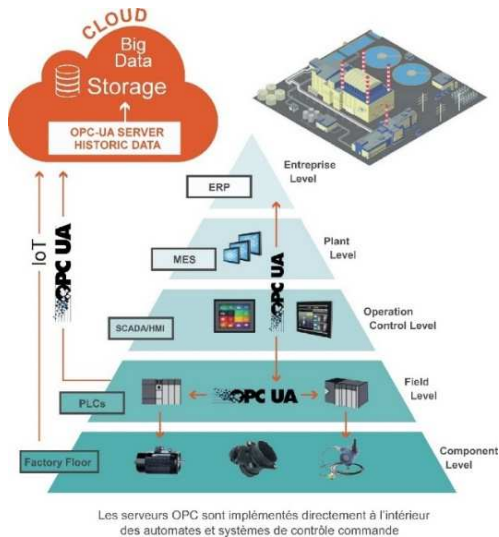 CLOUD
Big
Data
Storage
OPC-UA SERVER
HISTORIC DATA
Entreprise
Level
ERP
Plant
Level
MES
IoT
OPC UA
OPC UA
Operation
Control Level
SCADA/HMI
Field
Level
PLCs
OPC UA
Factory Floor
Component
Level
Les serveurs OPC sont implémentés directement à l'intérieur
des automates et systèmes de contrôle commande